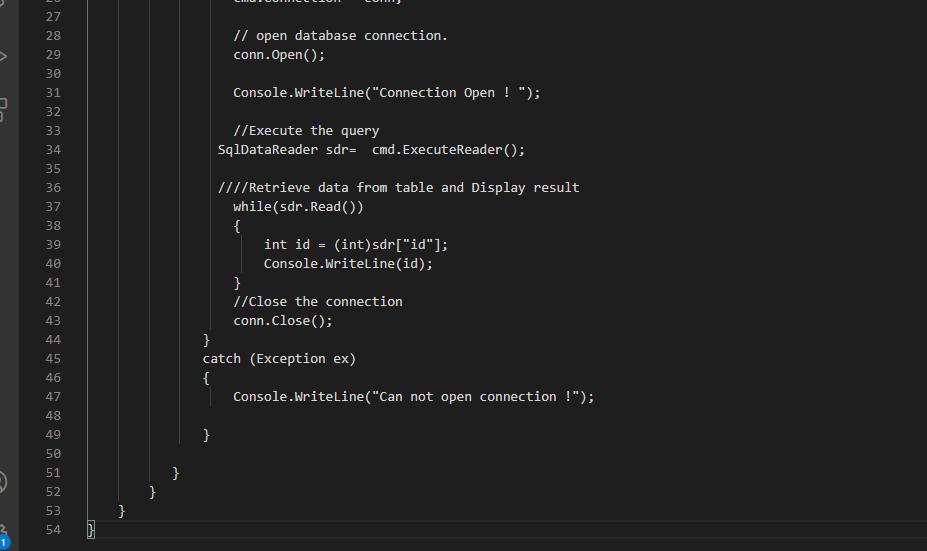 27
28 // open database connection.
29 conn.Open();
30
31 Console.WriteLine("Connection Open ! ");
32
33 //Execute the query
34 SqlDataReader sdr=  cmd.ExecuteReader();
35
36 ////Retrieve data from table and Display result
37 while(sdr.Read())
38 {
39 int id = (int)sdr["id"];
40 Console.WriteLine(id);
41 }
42 //Close the connection
43 conn.Close();
44 }
45 catch (Exception ex)
46 {
47 Console.WriteLine("Can not open connection !");
48
49 }
50
51 }
52 }
53 }
54 }
1